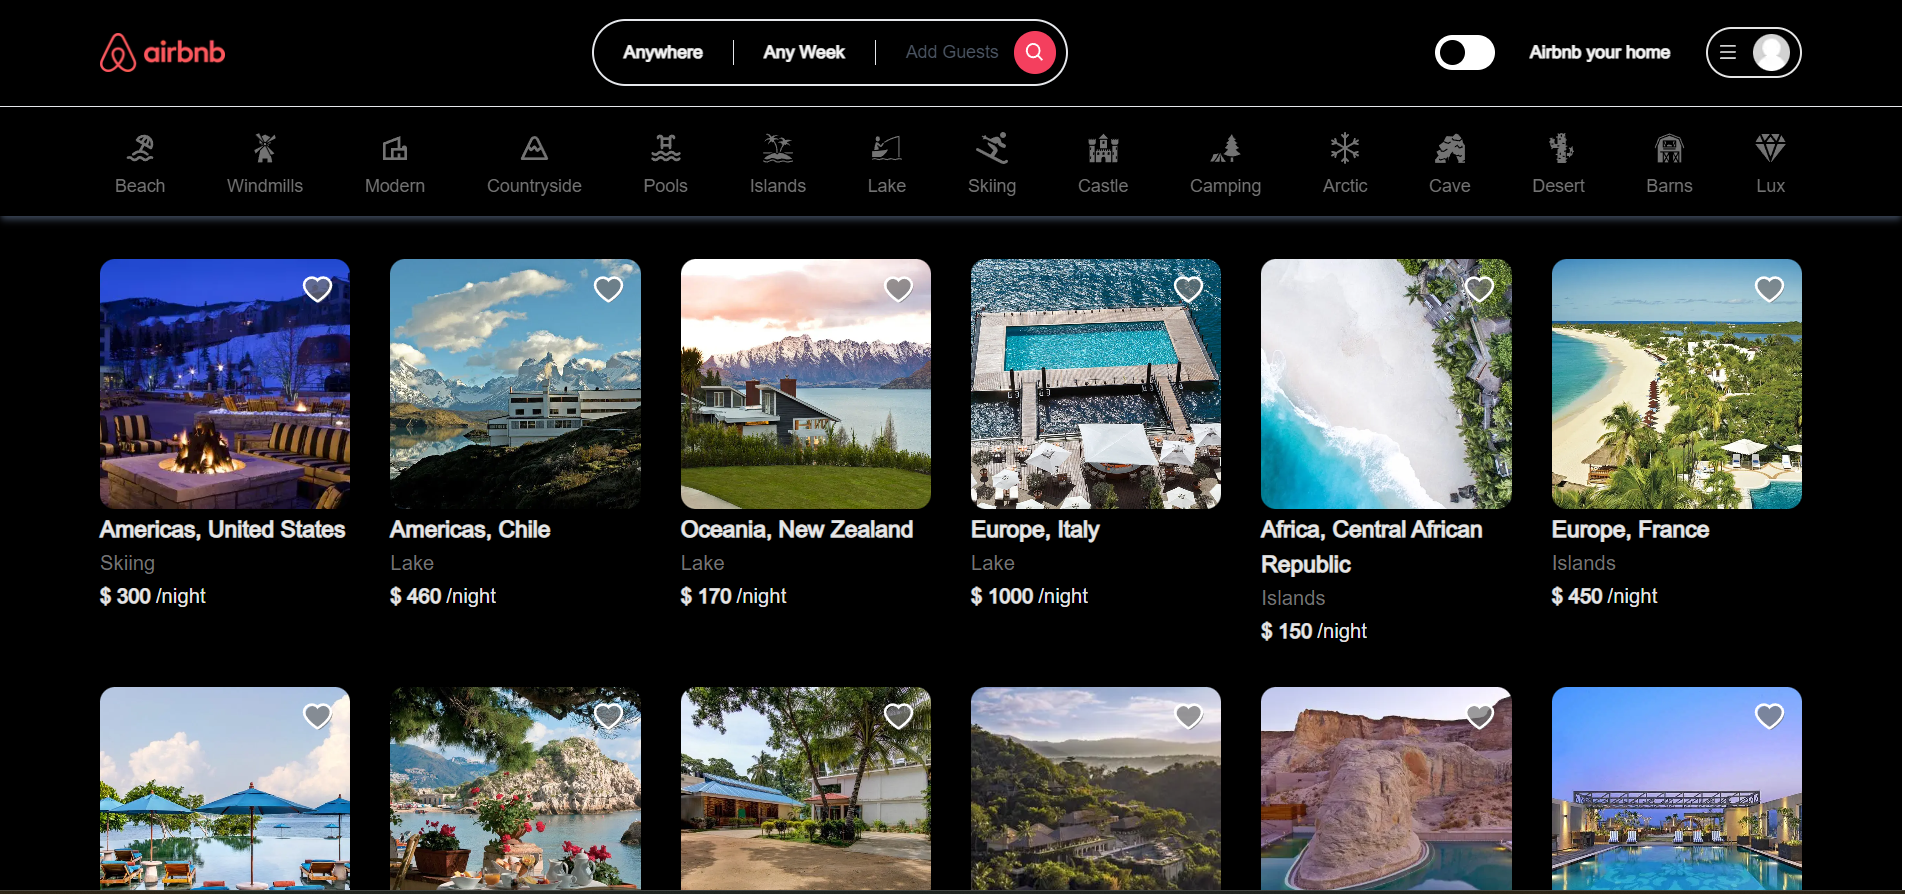 airbnb
Anywhere
Any Week
Add Guests
Airbnb your home
Beach
Windmills
Modern
Countryside
Pools
Islands
Lake
Skiing
Castle
Camping
Arctic
Cave
Desert
Barns
Lux
Americas, United States
Skiing
$ 300 /night
Americas, Chile
Lake
$ 460 /night
Oceania, New Zealand
Lake
$ 170 /night
Europe, Italy
Lake
$ 1000 /night
Africa, Central African
Republic
Islands
$ 150 /night
Europe, France
Islands
$ 450 /night